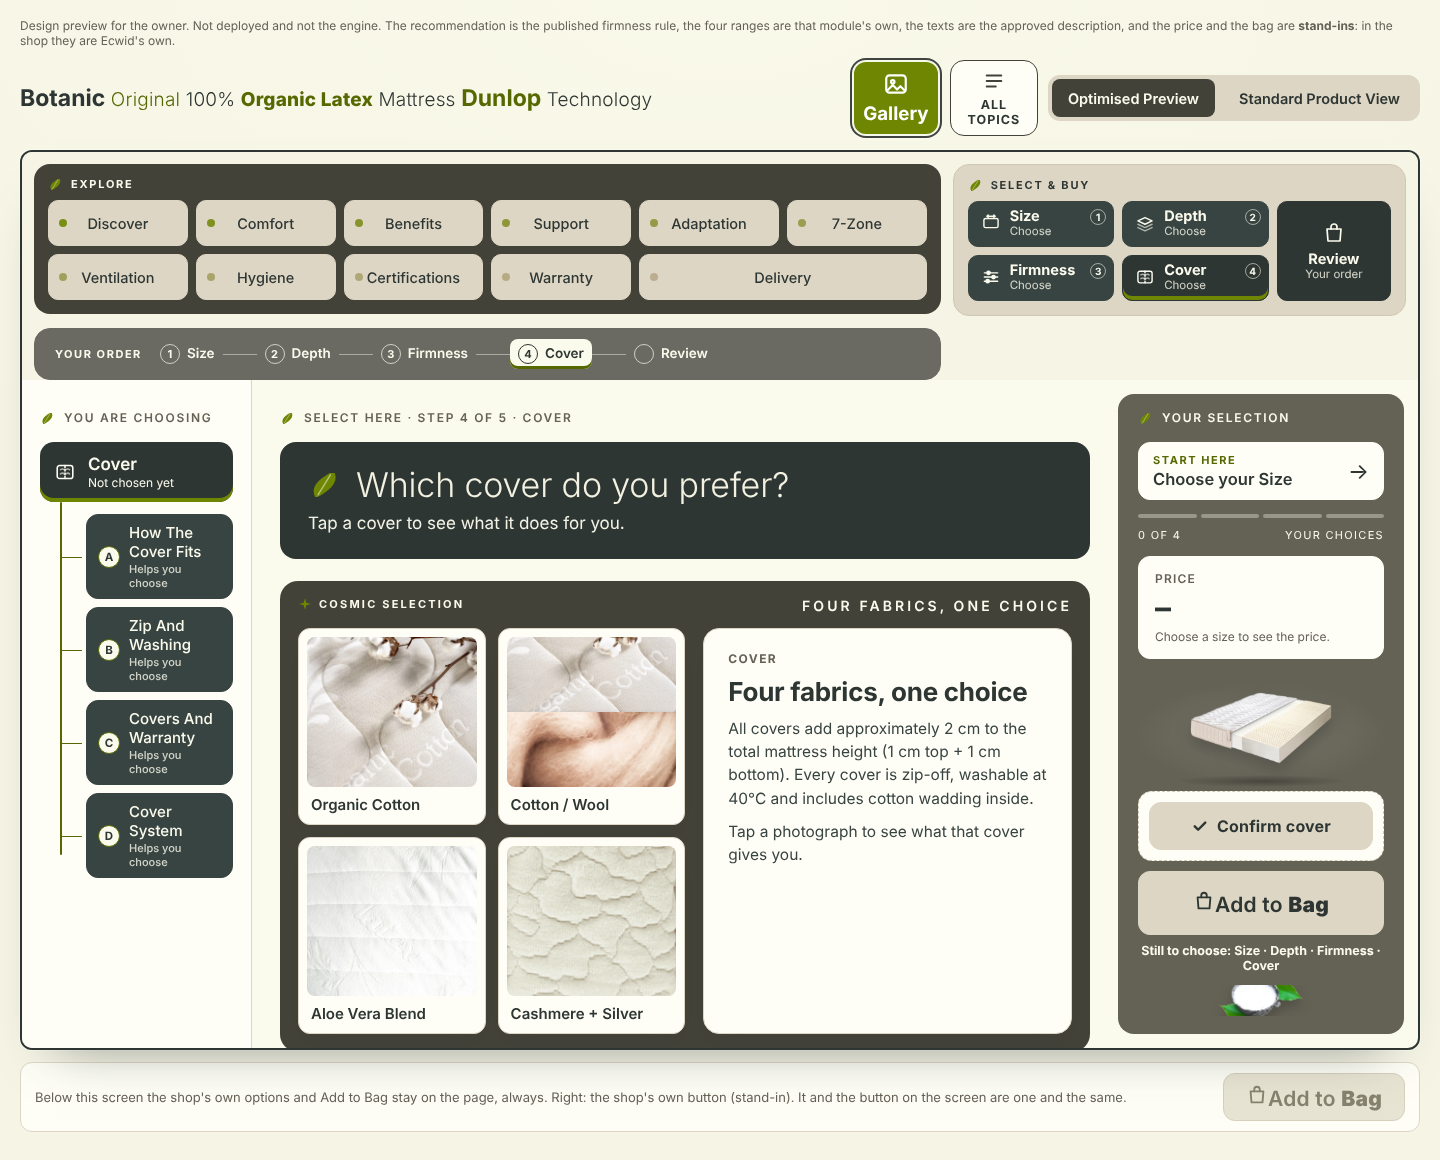 Design preview for the owner. Not deployed and not the engine. The recommendation is the published firmness rule, the four ranges are that module's own, the texts are the approved description, and the price and the bag are stand-ins: in the
shop they are Ecwid's own.
Botanic Original 100% Organic Latex Mattress Dunlop Technology
Gallery
ALL
TOPICS
Optimised Preview
Standard Product View
EXPLORE
Discover
Comfort
Benefits
Support
Adaptation
7-Zone
Ventilation
Hygiene
Certifications
Warranty
Delivery
SELECT & BUY
Size
Choose
1
Depth
Choose
2
Firmness
Choose
3
Cover
Choose
4
Review
Your order
YOUR ORDER
1 Size
2 Depth
3 Firmness
4 Cover
Review
YOU ARE CHOOSING
Cover
Not chosen yet
A
How The
Cover Fits
Helps you
choose
B
Zip And
Washing
Helps you
choose
C
Covers And
Warranty
Helps you
choose
D
Cover
System
Helps you
choose
SELECT HERE · STEP 4 OF 5 · COVER
Which cover do you prefer?
Tap a cover to see what it does for you.
COSMIC SELECTION
FOUR FABRICS, ONE CHOICE
Cotton
Organic Cotton
Cotton
Cotton / Wool
Aloe Vera Blend
Cashmere + Silver
COVER
Four fabrics, one choice
All covers add approximately 2 cm to the
total mattress height (1 cm top + 1 cm
bottom). Every cover is zip-off, washable at
40°C and includes cotton wadding inside.
Tap a photograph to see what that cover
gives you.
YOUR SELECTION
START HERE
Choose your Size
0 OF 4
YOUR CHOICES
PRICE
–
Choose a size to see the price.
Confirm cover
Add to Bag
Still to choose: Size · Depth · Firmness ·
Cover
Below this screen the shop's own options and Add to Bag stay on the page, always. Right: the shop's own button (stand-in). It and the button on the screen are one and the same.
Add to Bag